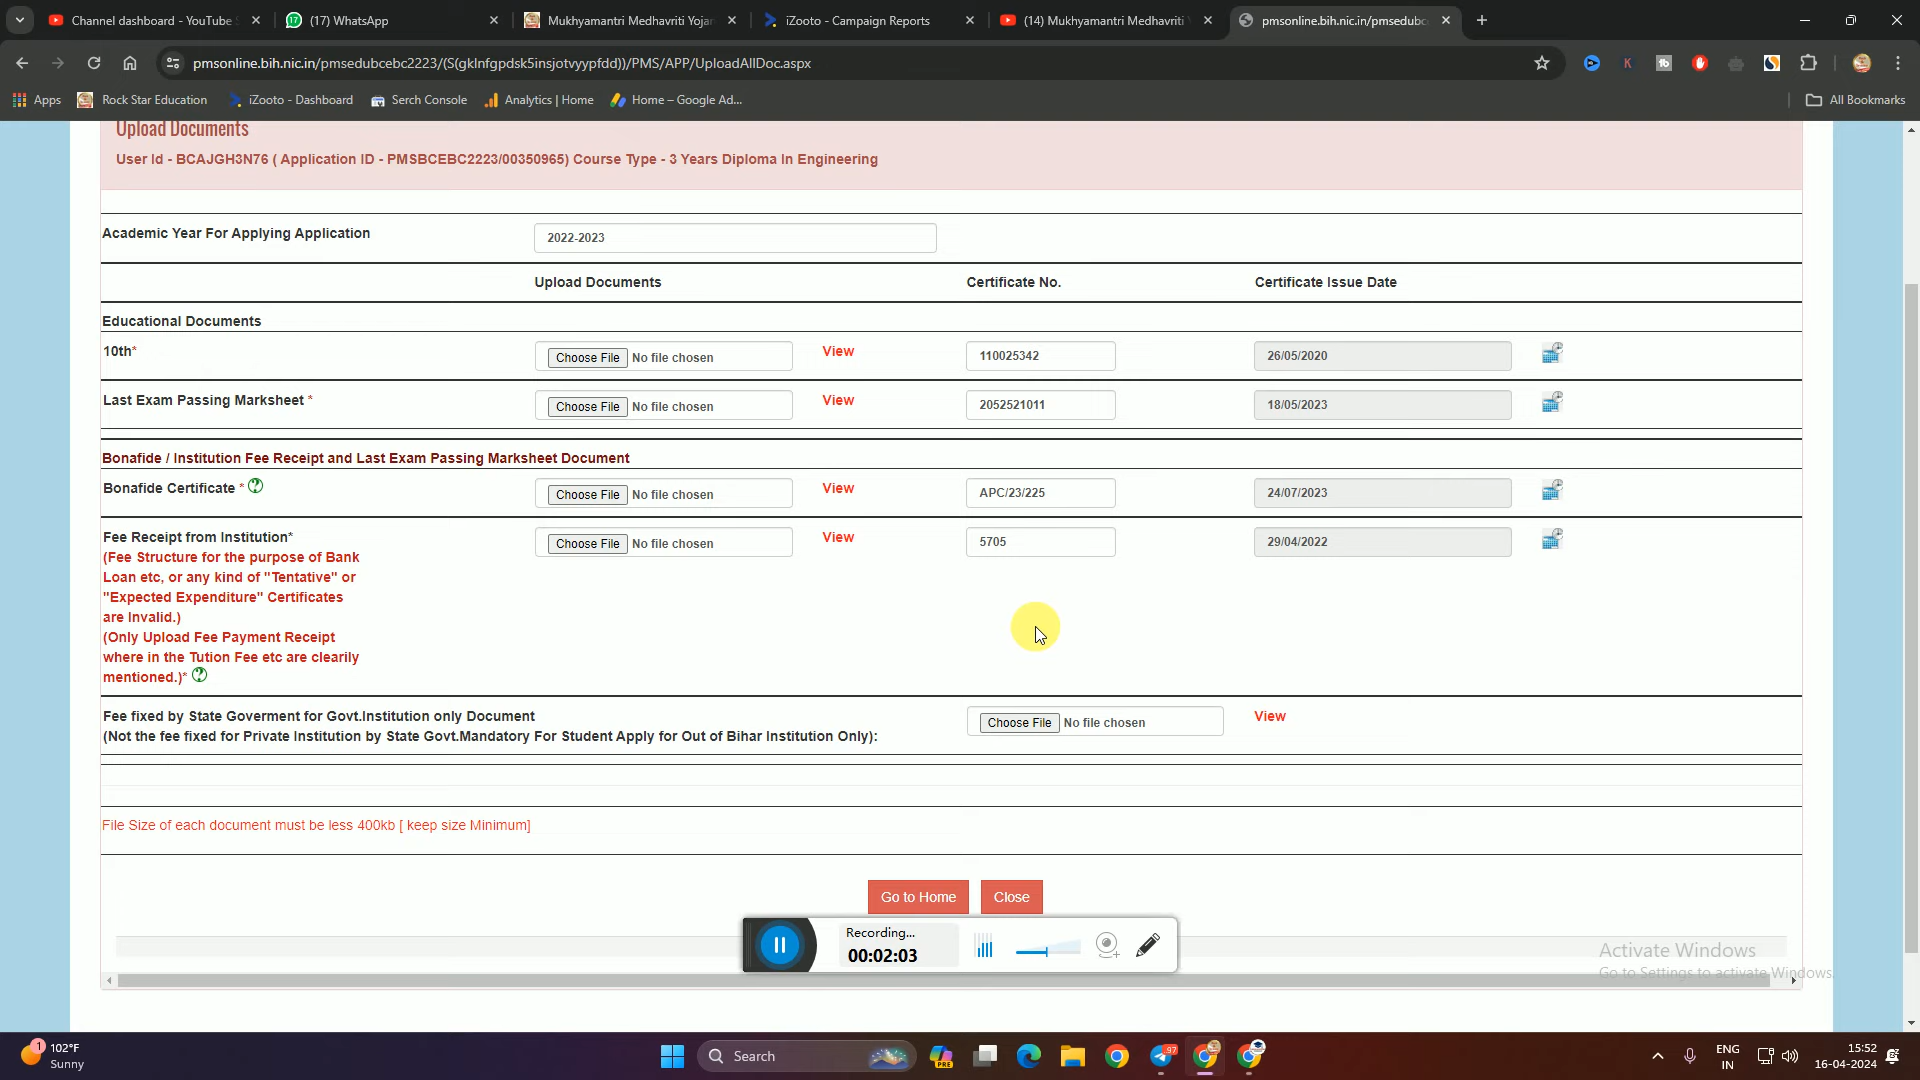 Channel dashboard - YouTube S
(17) WhatsApp
Mukhyamantri Medhavriti Yojan
iZooto - Campaign Reports
(14) Mukhyamantri Medhavriti Y
pmsonline.bih.nic.in/pmsedubce
pmsonline.bih.nic.in/pmsedubcebc2223/(S(gklnfgpdsk5insjotvyypfdd))/PMS/APP/UploadAllDoc.aspx
Apps
Rock Star Education
iZooto - Dashboard
Serch Console
Analytics | Home
Home – Google Ad...
All Bookmarks
Upload Documents
User Id - BCAJGH3N76 ( Application ID - PMSBCEBC2223/00350965) Course Type - 3 Years Diploma In Engineering
Academic Year For Applying Application
2022-2023
Upload Documents
Certificate No.
Certificate Issue Date
Educational Documents
10th*
Choose File No file chosen
View
110025342
26/05/2020
Last Exam Passing Marksheet *
Choose File No file chosen
View
2052521011
18/05/2023
Bonafide / Institution Fee Receipt and Last Exam Passing Marksheet Document
Bonafide Certificate *
Choose File No file chosen
View
APC/23/225
24/07/2023
Fee Receipt from Institution*
Choose File No file chosen
View
5705
29/04/2022
(Fee Structure for the purpose of Bank
Loan etc, or any kind of "Tentative" or
"Expected Expenditure" Certificates
are Invalid.)
(Only Upload Fee Payment Receipt
where in the Tution Fee etc are clearily
mentioned.)*
Fee fixed by State Goverment for Govt.Institution only Document
(Not the fee fixed for Private Institution by State Govt.Mandatory For Student Apply for Out of Bihar Institution Only):
Choose File No file chosen
View
File Size of each document must be less 400kb [ keep size Minimum]
Go to Home
Close
Recording...
00:02:03
Activate Windows
Go to Settings to activate Windows.
1
102°F
Sunny
Search
PRE
97
ENG
IN
15:52
16-04-2024